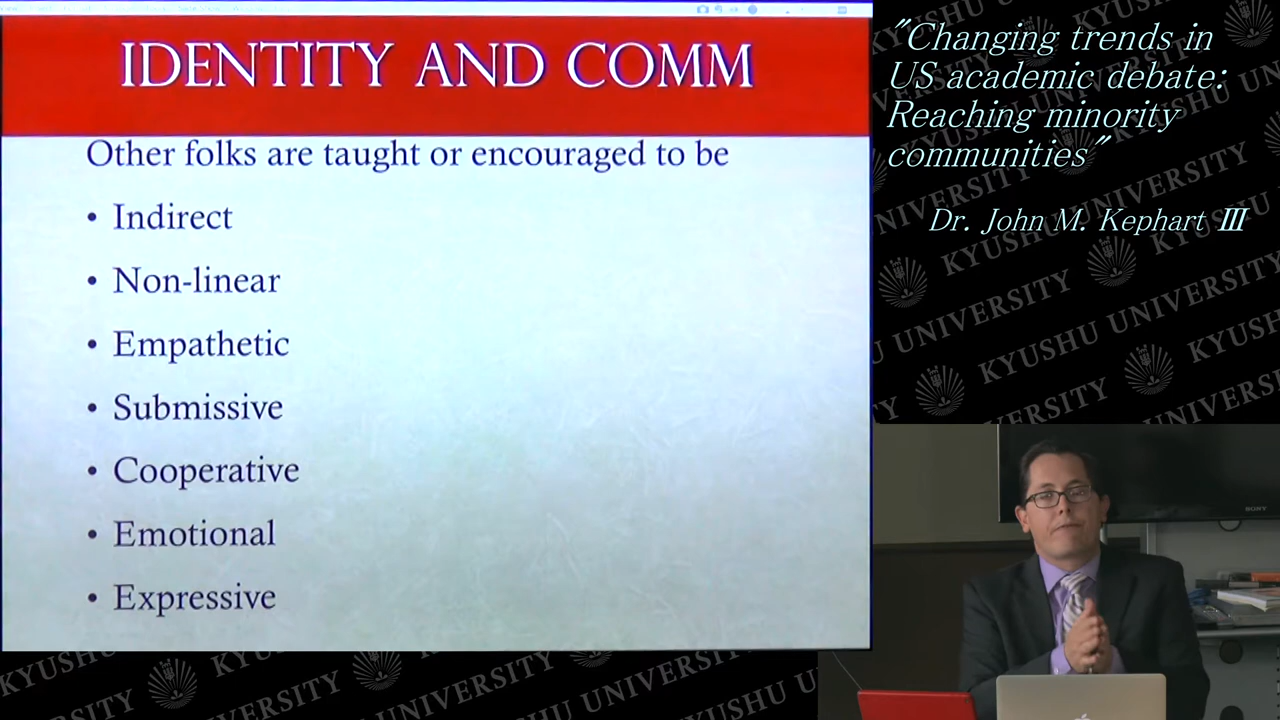 IDENTITY AND COMM
Other folks are taught or encouraged to be
• Indirect
• Non-linear
• Empathetic
• Submissive
• Cooperative
• Emotional
• Expressive
"Changing trends in
US academic debate:
Reaching minority
communities"
Dr. John M. Kephart III
KYUSHU UNIVERSITY
SONY